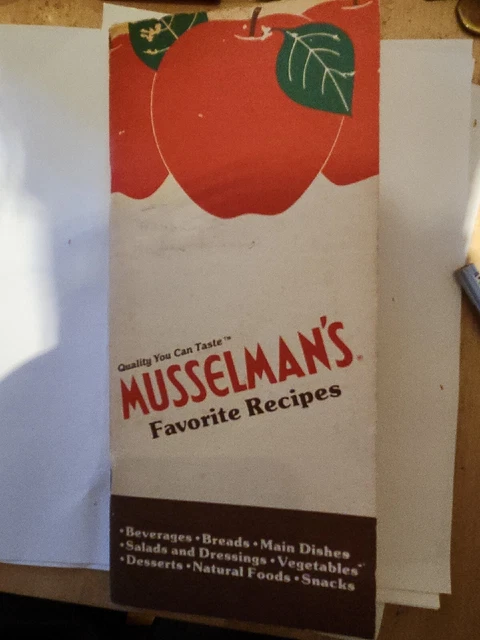 Quality You Can Taste™
MUSSELMAN'S®
Favorite Recipes
•Beverages •Breads •Main Dishes
•Salads and Dressings •Vegetables
•Desserts •Natural Foods •Snacks